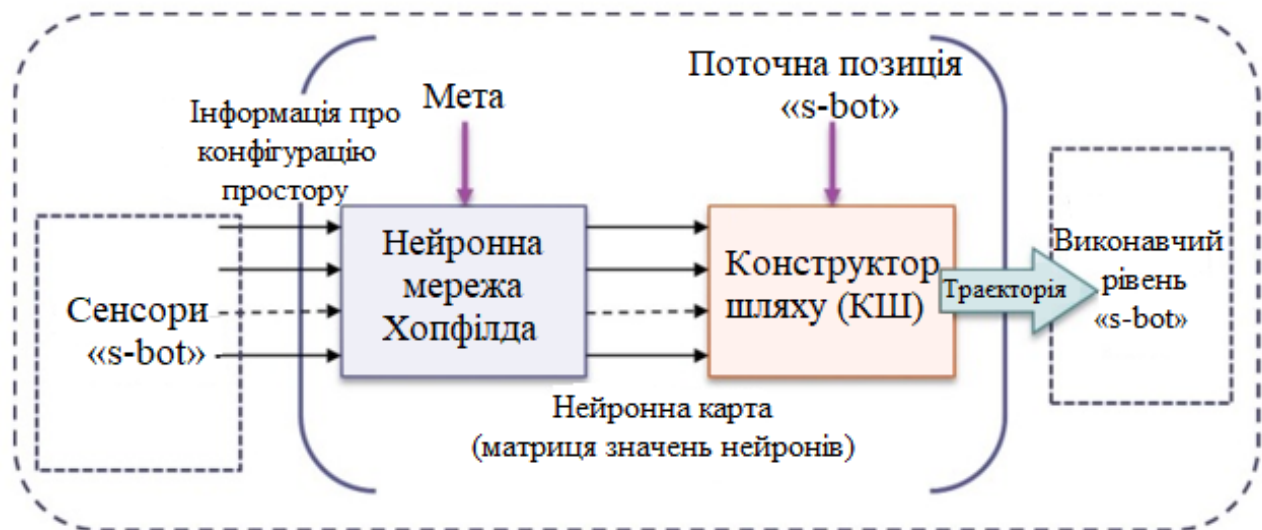 Інформація про
конфігурацію
простору
Мета
Поточна позиція
«s-bot»
Сенсори
«s-bot»
Нейронна
мережа
Хопфілда
Конструктор
шляху (КШ)
Траєкторія
Виконавчий
рівень
«s-bot»
Нейронна карта
(матриця значень нейронів)